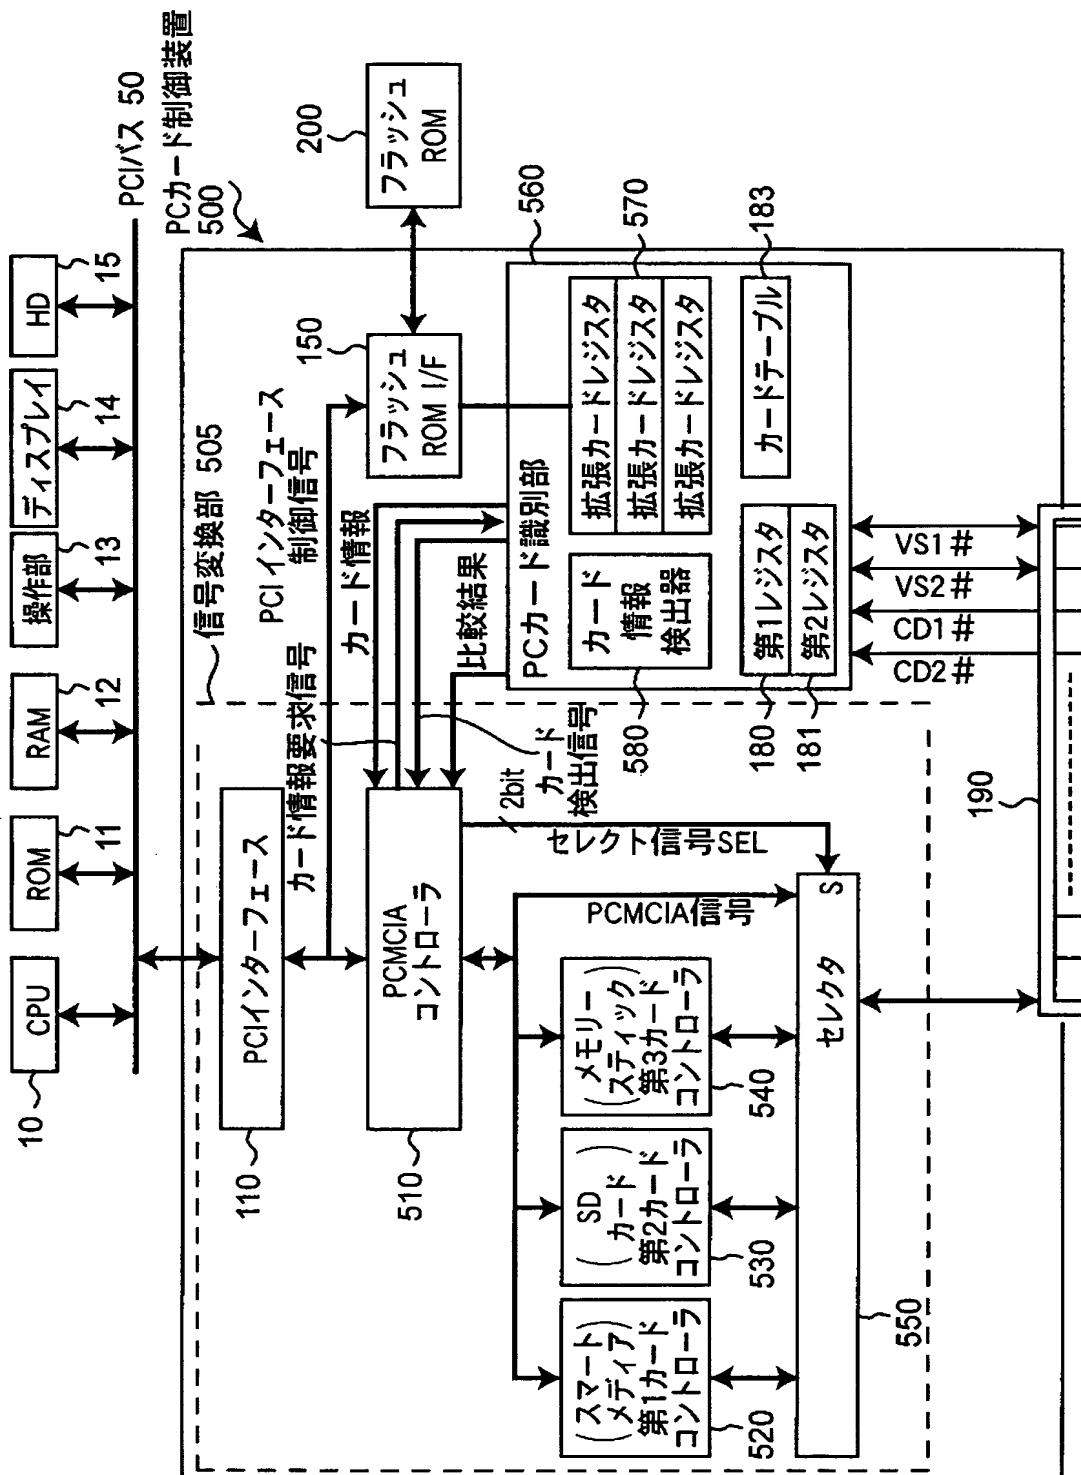 CPU
10
ROM
11
RAM
12
操作部
13
ディスプレイ
14
HD
15
PCIバス 50
PCカード制御装置
500
信号変換部 505
PCIインターフェース
110
PCIインターフェース
制御信号
フラッシュ
ROM I/F
150
フラッシュ
ROM
200
カード情報要求信号
カード情報
PCMCIA
コントローラ
510
比較結果
カード
検出信号
2bit
セレクト信号SEL
PCMCIA信号
PCカード識別部
560
拡張カードレジスタ
拡張カードレジスタ
拡張カードレジスタ
570
カード
情報
検出器
580
カードテーブル
183
第1レジスタ
180
第2レジスタ
181
(スマート
メディア)
第1カード
コントローラ
520
(SD
カード)
第2カード
コントローラ
530
(メモリー
スティック)
第3カード
コントローラ
540
セレクタ
S
550
VS1#
VS2#
CD1#
CD2#
190